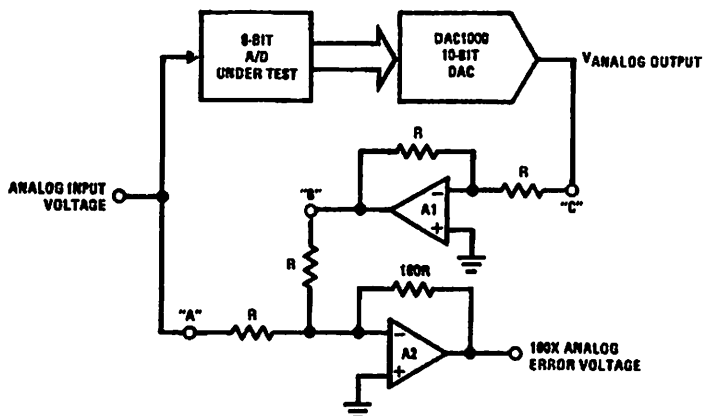 8-BIT
A/D
UNDER TEST
DAC1000
10-BIT
DAC
VANALOG OUTPUT
R
R
"B"
A1
-
+
"C"
ANALOG INPUT
VOLTAGE
R
100R
"A"
R
-
A2
+
100X ANALOG
ERROR VOLTAGE